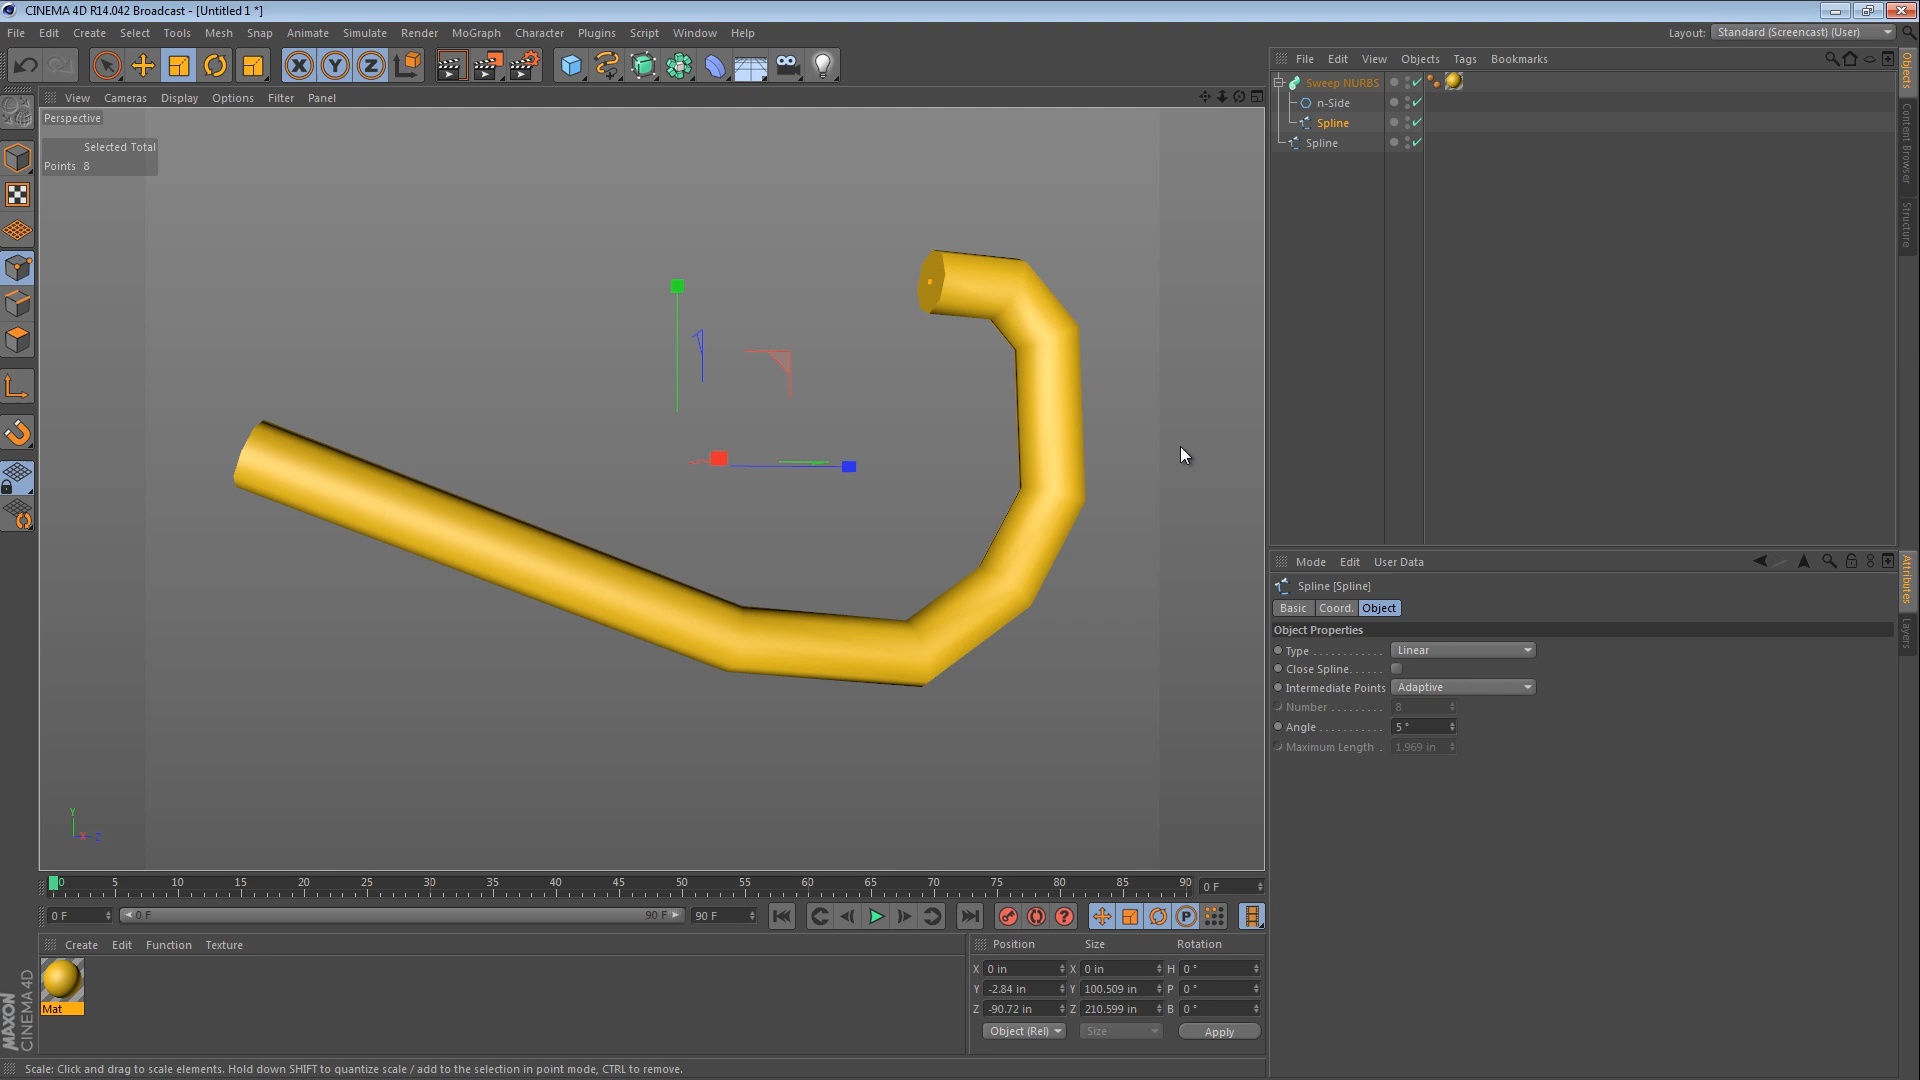 CINEMA 4D R14.042 Broadcast - [Untitled 1 *]
File Edit Create Select Tools Mesh Snap Animate Simulate Render MoGraph Character Plugins Script Window Help
Layout: Standard (Screencast) (User)
View Cameras Display Options Filter Panel
Perspective
Selected Total
Points 8
File Edit View Objects Tags Bookmarks
Sweep NURBS
n-Side
Spline
Spline
Objects
Content Browser
Structure
Mode Edit User Data
Spline [Spline]
Basic Coord. Object
Object Properties
Type . . . . . . . . . . . . Linear
Close Spline. . . . . .
Intermediate Points Adaptive
Number . . . . . . . . . 8
Angle . . . . . . . . . . . 5 °
Maximum Length . 1.969 in
Attributes
Layers
Y
X Z
0 5 10 15 20 25 30 35 40 45 50 55 60 65 70 75 80 85 90 0 F
0 F 0 F 90 F 90 F
P
Create Edit Function Texture
Mat
MAXON
CINEMA 4D
Position Size Rotation
X 0 in X 0 in H 0 °
Y -2.84 in Y 100.509 in P 0 °
Z -90.72 in Z 210.599 in B 0 °
Object (Rel) Size Apply
Scale: Click and drag to scale elements. Hold down SHIFT to quantize scale / add to the selection in point mode, CTRL to remove.